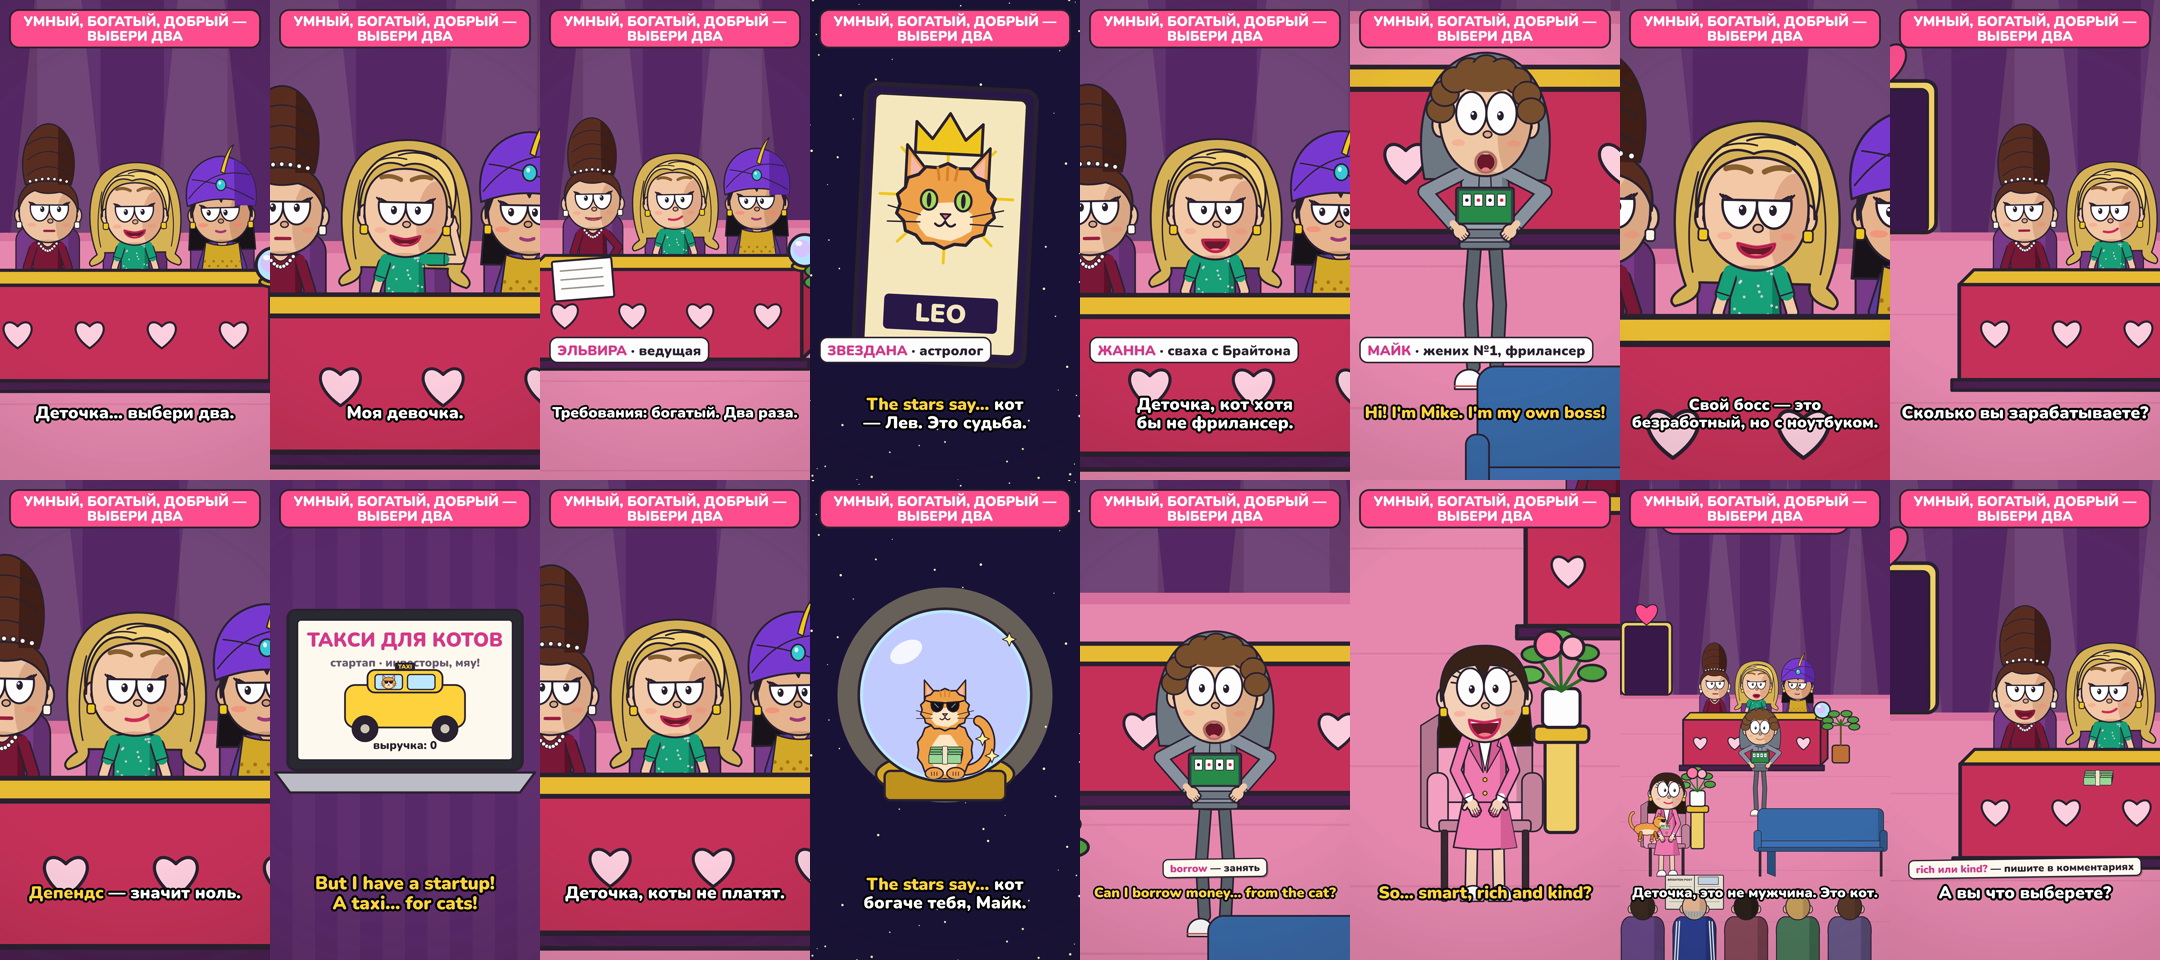 УМНЫЙ, БОГАТЫЙ, ДОБРЫЙ —
ВЫБЕРИ ДВА
Деточка... выбери два.
УМНЫЙ, БОГАТЫЙ, ДОБРЫЙ —
ВЫБЕРИ ДВА
Моя девочка.
УМНЫЙ, БОГАТЫЙ, ДОБРЫЙ —
ВЫБЕРИ ДВА
ЭЛЬВИРА · ведущая
Требования: богатый. Два раза.
УМНЫЙ, БОГАТЫЙ, ДОБРЫЙ —
ВЫБЕРИ ДВА
LEO
ЗВЕЗДАНА · астролог
The stars say... кот
— Лев. Это судьба.
УМНЫЙ, БОГАТЫЙ, ДОБРЫЙ —
ВЫБЕРИ ДВА
ЖАННА · сваха с Брайтона
Деточка, кот хотя
бы не фрилансер.
УМНЫЙ, БОГАТЫЙ, ДОБРЫЙ —
ВЫБЕРИ ДВА
МАЙК · жених №1, фрилансер
Hi! I'm Mike. I'm my own boss!
УМНЫЙ, БОГАТЫЙ, ДОБРЫЙ —
ВЫБЕРИ ДВА
Свой босс — это
безработный, но с ноутбуком.
УМНЫЙ, БОГАТЫЙ, ДОБРЫЙ —
ВЫБЕРИ ДВА
Сколько вы зарабатываете?
УМНЫЙ, БОГАТЫЙ, ДОБРЫЙ —
ВЫБЕРИ ДВА
Депендс — значит ноль.
УМНЫЙ, БОГАТЫЙ, ДОБРЫЙ —
ВЫБЕРИ ДВА
ТАКСИ ДЛЯ КОТОВ
стартап · инвесторы, мяу!
TAXI
выручка: 0
But I have a startup!
A taxi... for cats!
УМНЫЙ, БОГАТЫЙ, ДОБРЫЙ —
ВЫБЕРИ ДВА
Деточка, коты не платят.
УМНЫЙ, БОГАТЫЙ, ДОБРЫЙ —
ВЫБЕРИ ДВА
The stars say... кот
богаче тебя, Майк.
УМНЫЙ, БОГАТЫЙ, ДОБРЫЙ —
ВЫБЕРИ ДВА
borrow — занять
Can I borrow money... from the cat?
УМНЫЙ, БОГАТЫЙ, ДОБРЫЙ —
ВЫБЕРИ ДВА
So... smart, rich and kind?
УМНЫЙ, БОГАТЫЙ, ДОБРЫЙ —
ВЫБЕРИ ДВА
Деточка, это не мужчина. Это кот.
УМНЫЙ, БОГАТЫЙ, ДОБРЫЙ —
ВЫБЕРИ ДВА
rich или kind? — пишите в комментариях
А вы что выберете?